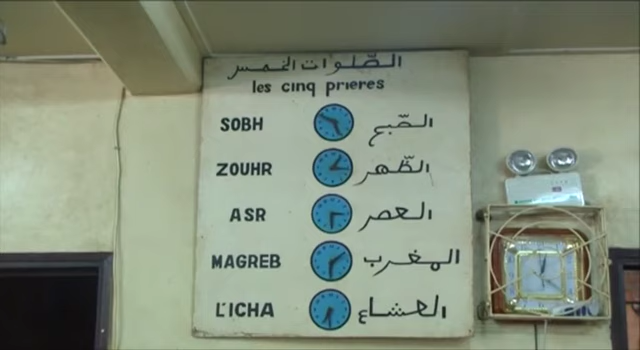 الصّلوات الخمس
les cinq prieres
SOBH الصّبح
ZOUHR الظّهر
ASR العصر
MAGREB المغرب
L'ICHA العشاء